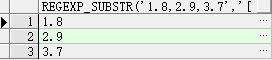 REGEXP_SUBSTR('1.8,2.9,3.7','[
1 1.8 ...
2 2.9 ...
3 3.7 ...